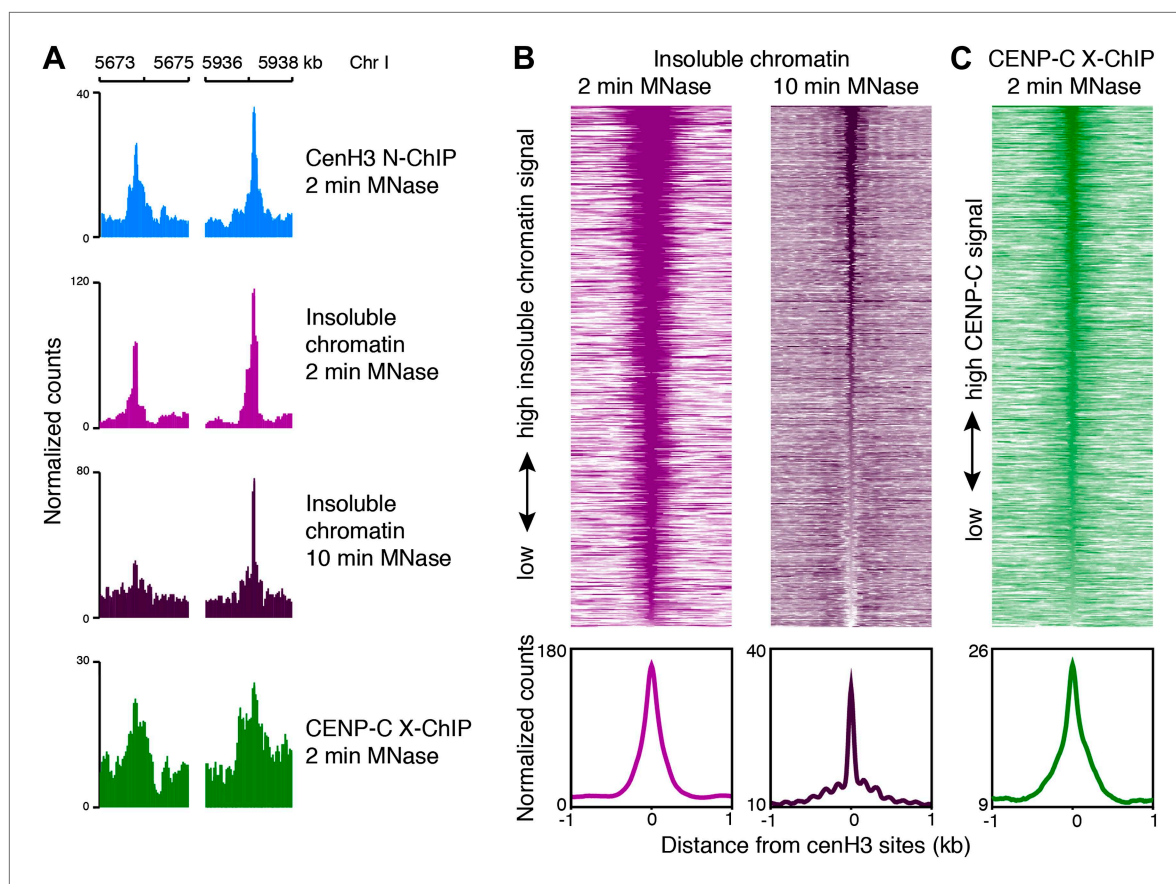 A
5673 5675 5936 5938 kb Chr I
40
0
CenH3 N-ChIP
2 min MNase
120
0
Insoluble
chromatin
2 min MNase
80
0
Insoluble
chromatin
10 min MNase
30
0
CENP-C X-ChIP
2 min MNase
Normalized counts
B
Insoluble chromatin
2 min MNase 10 min MNase
low high insoluble chromatin signal
Normalized counts
180
0
-1 0 1
40
10
-1 0 1
Distance from cenH3 sites (kb)
C
CENP-C X-ChIP
2 min MNase
low high CENP-C signal
26
9
-1 0 1